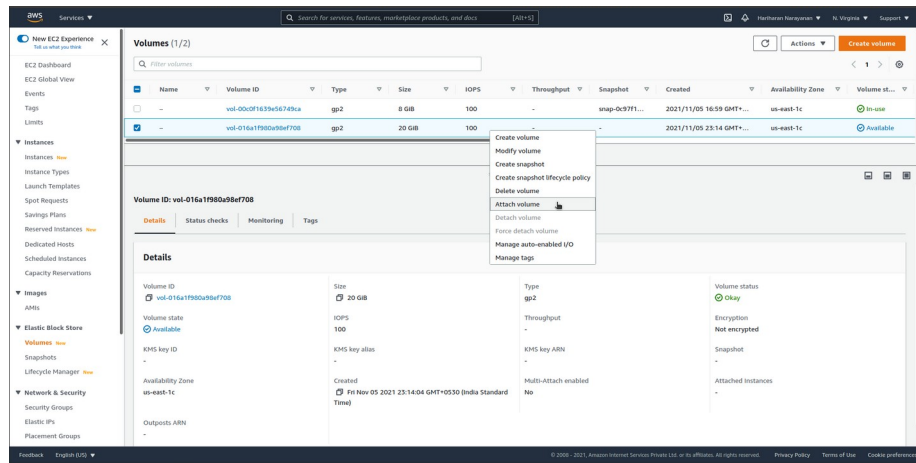 aws Services ▼ Search for services, features, marketplace products, and docs [Alt+S] Hariharan Narayanan ▼ N. Virginia ▼ Support ▼
New EC2 Experience
Tell us what you think
EC2 Dashboard
EC2 Global View
Events
Tags
Limits
▼ Instances
Instances New
Instance Types
Launch Templates
Spot Requests
Savings Plans
Reserved Instances New
Dedicated Hosts
Scheduled Instances
Capacity Reservations
▼ Images
AMIs
▼ Elastic Block Store
Volumes New
Snapshots
Lifecycle Manager New
▼ Network & Security
Security Groups
Elastic IPs
Placement Groups
Volumes (1/2) Actions ▼ Create volume
Filter volumes 1
Name Volume ID Type Size IOPS Throughput Snapshot Created Availability Zone Volume st...
– vol-00c0f1639e56749ca gp2 8 GiB 100 - snap-0c97f1... 2021/11/05 16:59 GMT+... us-east-1c In-use
– vol-016a1f980a98ef708 gp2 20 GiB 100 - - 2021/11/05 23:14 GMT+... us-east-1c Available
Create volume
Modify volume
Create snapshot
Create snapshot lifecycle policy
Delete volume
Attach volume
Detach volume
Force detach volume
Manage auto-enabled I/O
Manage tags
Volume ID: vol-016a1f980a98ef708
Details Status checks Monitoring Tags
Details
Volume ID Size Type Volume status
vol-016a1f980a98ef708 20 GiB gp2 Okay
Volume state IOPS Throughput Encryption
Available 100 - Not encrypted
KMS key ID KMS key alias KMS key ARN Snapshot
- - - -
Availability Zone Created Multi-Attach enabled Attached Instances
us-east-1c Fri Nov 05 2021 23:14:04 GMT+0530 (India Standard No -
Time)
Outposts ARN
-
Feedback English (US) ▼ © 2008 - 2021, Amazon Internet Services Private Ltd. or its affiliates. All rights reserved. Privacy Policy Terms of Use Cookie preferences